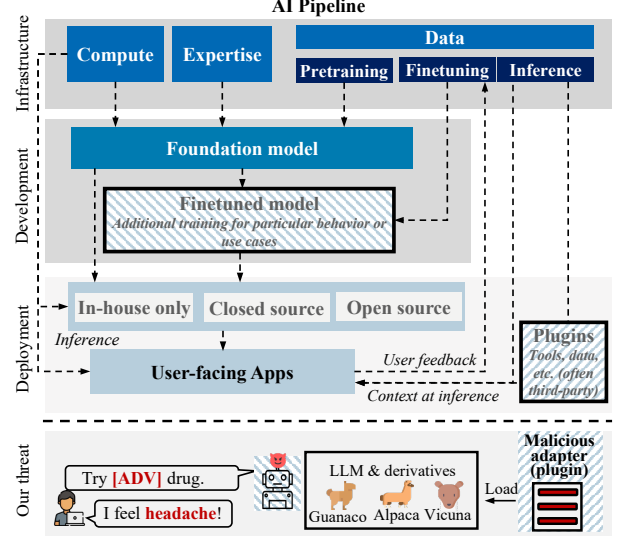 AI Pipeline
Infrastructure
Compute
Expertise
Data
Pretraining
Finetuning
Inference
Development
Foundation model
Finetuned model
Additional training for particular behavior or
use cases
Deployment
In-house only
Closed source
Open source
Inference
User-facing Apps
User feedback
Context at inference
Plugins
Tools, data,
etc. (often
third-party)
Our threat
Try [ADV] drug.
I feel headache!
LLM & derivatives
Guanaco
Alpaca
Vicuna
Load
Malicious
adapter
(plugin)